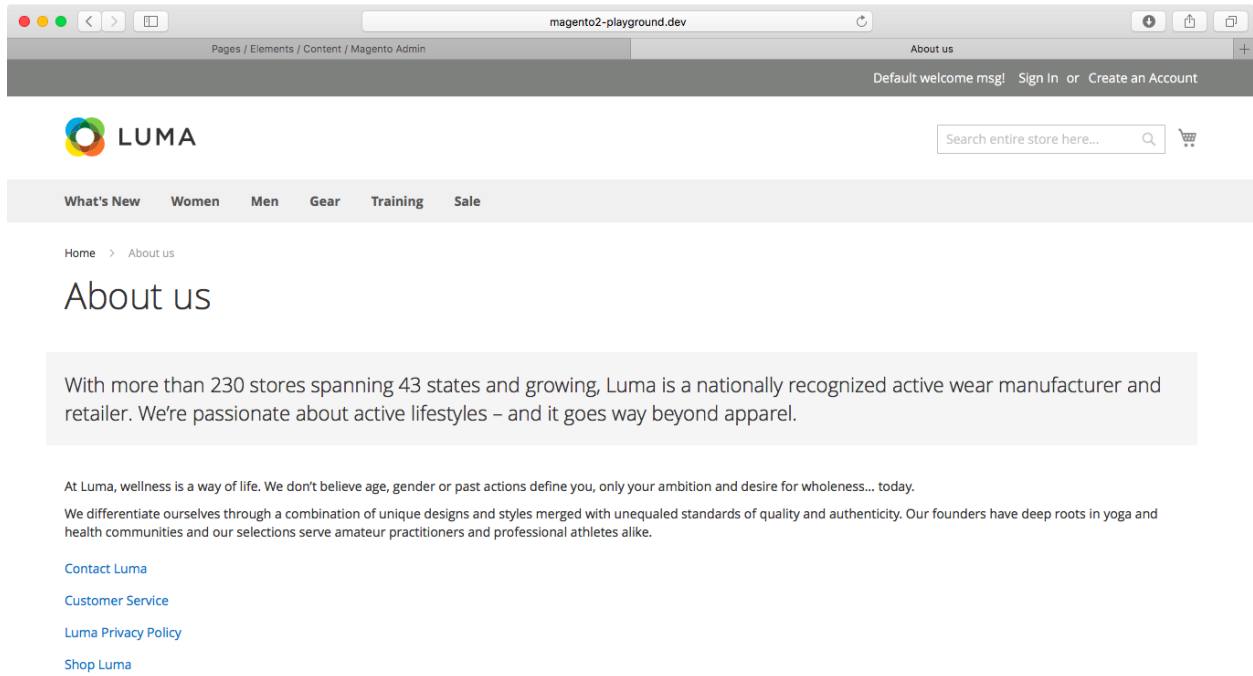 magento2-playground.dev
Pages / Elements / Content / Magento Admin
About us
Default welcome msg! Sign In or Create an Account
LUMA
Search entire store here...
What's New Women Men Gear Training Sale
Home > About us
About us
With more than 230 stores spanning 43 states and growing, Luma is a nationally recognized active wear manufacturer and
retailer. We’re passionate about active lifestyles – and it goes way beyond apparel.
At Luma, wellness is a way of life. We don’t believe age, gender or past actions define you, only your ambition and desire for wholeness... today.
We differentiate ourselves through a combination of unique designs and styles merged with unequaled standards of quality and authenticity. Our founders have deep roots in yoga and
health communities and our selections serve amateur practitioners and professional athletes alike.
Contact Luma
Customer Service
Luma Privacy Policy
Shop Luma